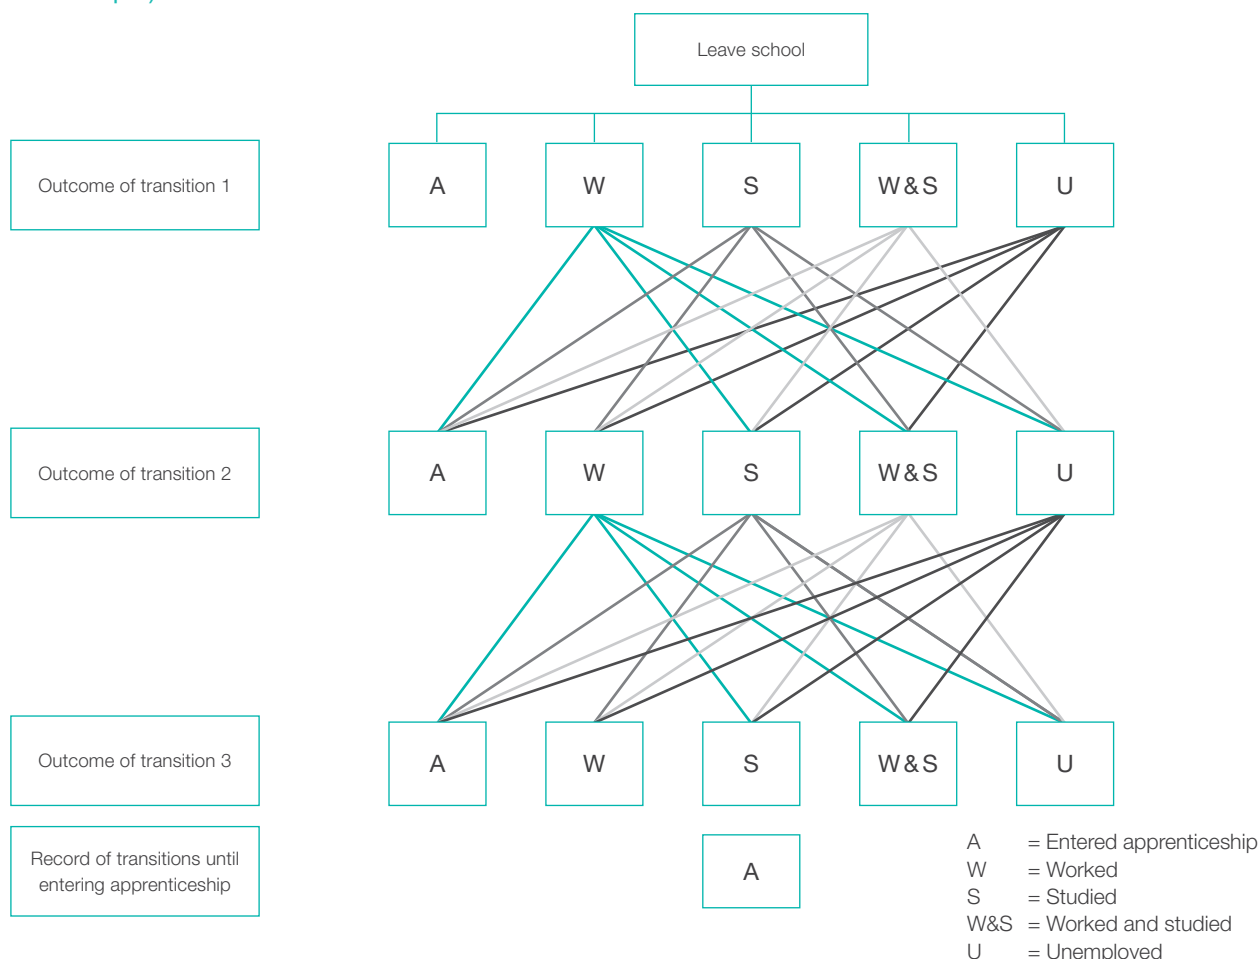 Leave school
Outcome of transition 1
A
W
S
W&S
U
Outcome of transition 2
A
W
S
W&S
U
Outcome of transition 3
A
W
S
W&S
U
Record of transitions until
entering apprenticeship
A
A = Entered apprenticeship
W = Worked
S = Studied
W&S = Worked and studied
U = Unemployed